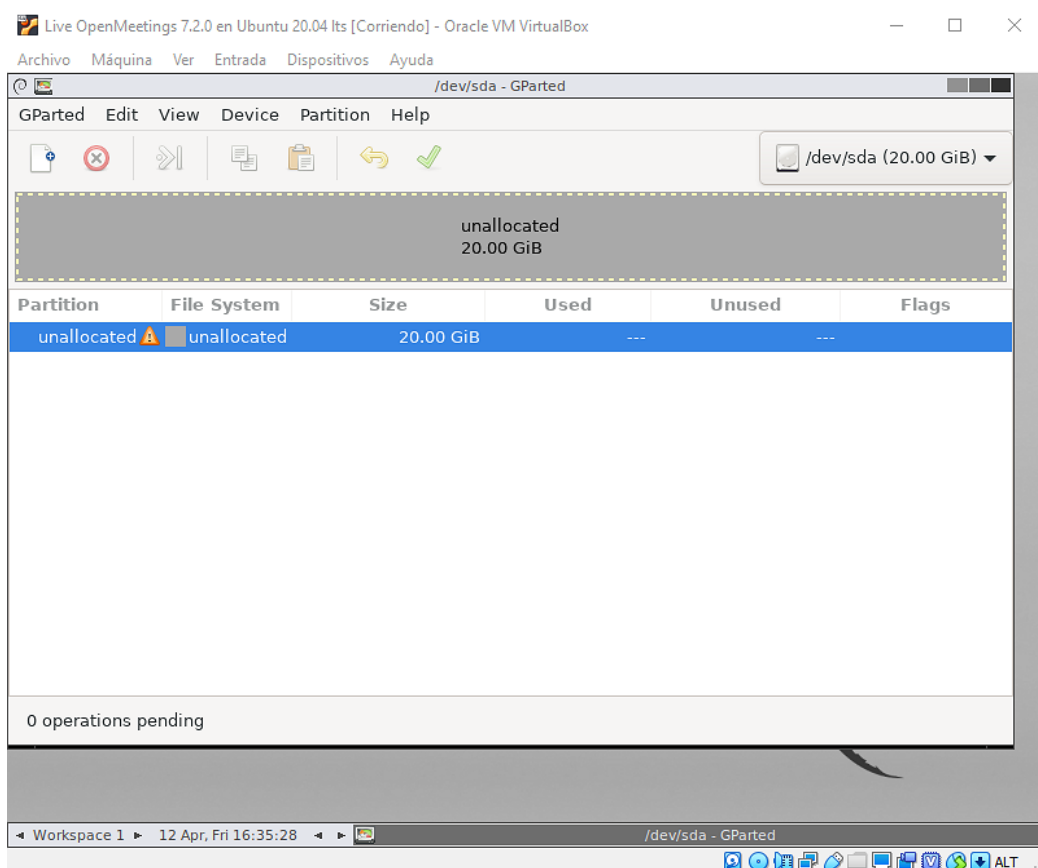 Live OpenMeetings 7.2.0 en Ubuntu 20.04 lts [Corriendo] - Oracle VM VirtualBox
Archivo Máquina Ver Entrada Dispositivos Ayuda
/dev/sda - GParted
GParted Edit View Device Partition Help
/dev/sda (20.00 GiB)
unallocated
20.00 GiB
Partition File System Size Used Unused Flags
unallocated unallocated 20.00 GiB --- ---
0 operations pending
Workspace 1 12 Apr, Fri 16:35:28 /dev/sda - GParted
ALT